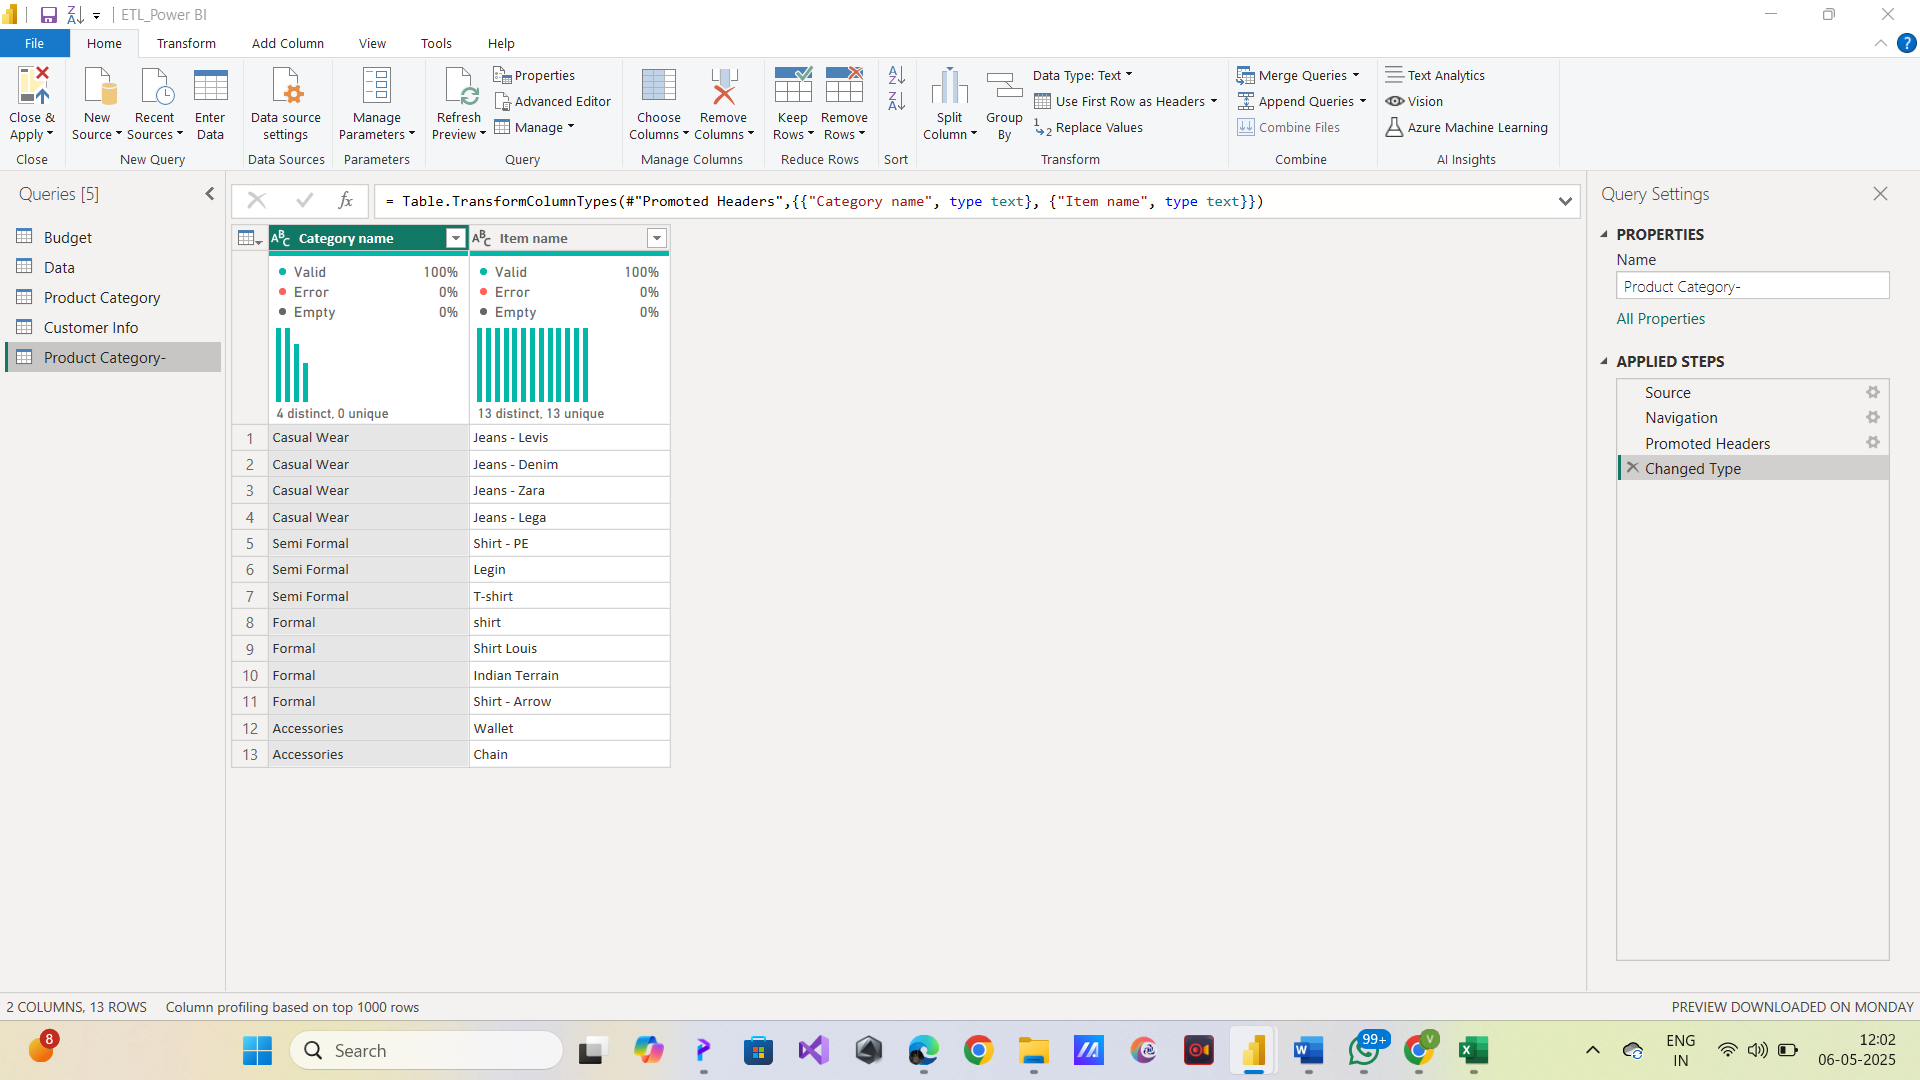 ETL_Power BI
File
Home
Transform
Add Column
View
Tools
Help
Close & Apply
New Source
Recent Sources
Enter Data
Data source settings
Manage Parameters
Refresh Preview
Properties
Advanced Editor
Manage
Choose Columns
Remove Columns
Keep Rows
Remove Rows
Split Column
Group By
Data Type: Text
Use First Row as Headers
Replace Values
Merge Queries
Append Queries
Combine Files
Text Analytics
Vision
Azure Machine Learning
Close
New Query
Data Sources
Parameters
Query
Manage Columns
Reduce Rows
Sort
Transform
Combine
AI Insights
Queries [5]
Budget
Data
Product Category
Customer Info
Product Category-
fx
= Table.TransformColumnTypes(#"Promoted Headers",{{"Category name", type text}, {"Item name", type text}})
ABC Category name
ABC Item name
Valid 100%
Error 0%
Empty 0%
4 distinct, 0 unique
Valid 100%
Error 0%
Empty 0%
13 distinct, 13 unique
1 Casual Wear Jeans - Levis
2 Casual Wear Jeans - Denim
3 Casual Wear Jeans - Zara
4 Casual Wear Jeans - Lega
5 Semi Formal Shirt - PE
6 Semi Formal Legin
7 Semi Formal T-shirt
8 Formal shirt
9 Formal Shirt Louis
10 Formal Indian Terrain
11 Formal Shirt - Arrow
12 Accessories Wallet
13 Accessories Chain
Query Settings
PROPERTIES
Name
Product Category-
All Properties
APPLIED STEPS
Source
Navigation
Promoted Headers
Changed Type
2 COLUMNS, 13 ROWS
Column profiling based on top 1000 rows
PREVIEW DOWNLOADED ON MONDAY
8
Search
99+
V
ENG
IN
12:02
06-05-2025